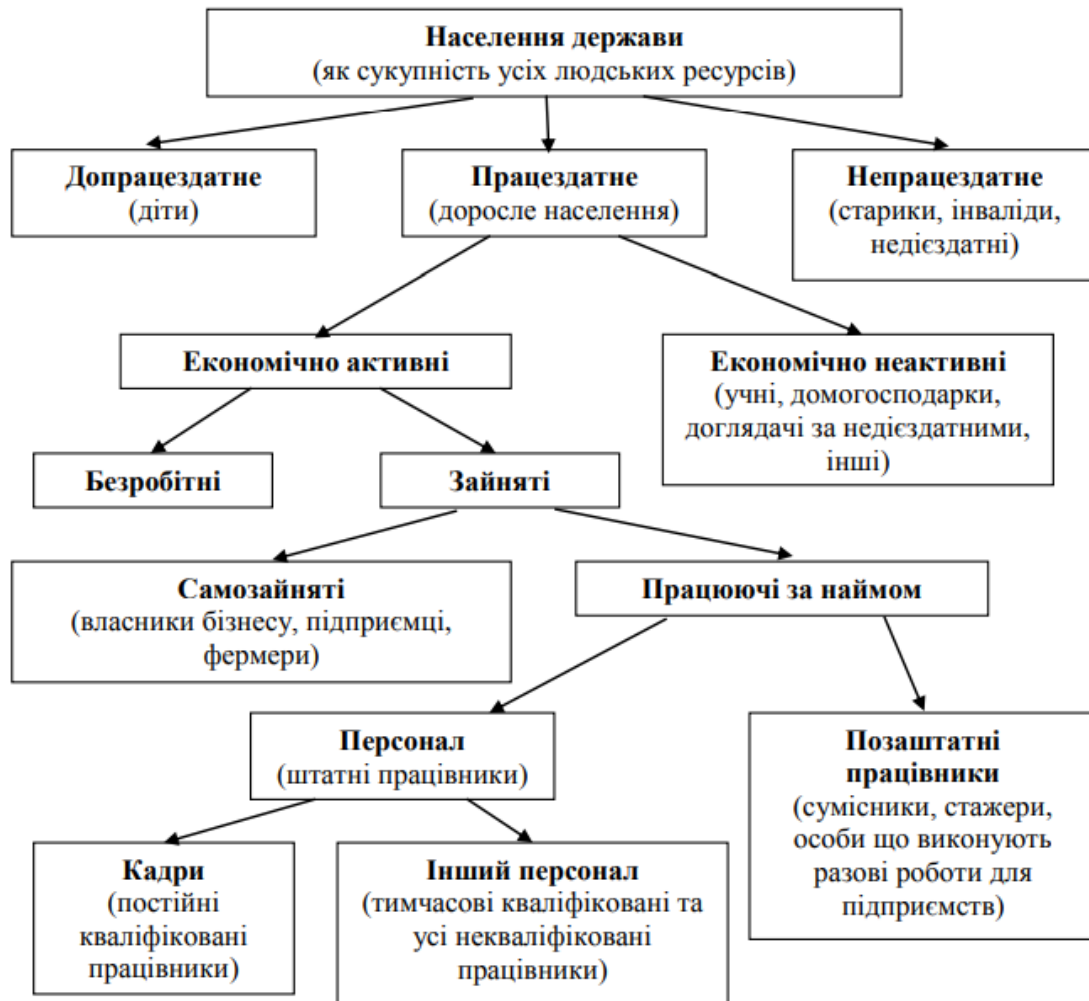 Населення держави
(як сукупність усіх людських ресурсів)
Допрацездатне
(діти)
Працездатне
(доросле населення)
Непрацездатне
(старики, інваліди,
недієздатні)
Економічно активні
Економічно неактивні
(учні, домогосподарки,
доглядачі за недієздатними,
інші)
Безробітні
Зайняті
Самозайняті
(власники бізнесу, підприємці,
фермери)
Працюючі за наймом
Персонал
(штатні працівники)
Позаштатні
працівники
(сумісники, стажери,
особи що виконують
разові роботи для
підприємств)
Кадри
(постійні
кваліфіковані
працівники)
Інший персонал
(тимчасові кваліфіковані та
усі некваліфіковані
працівники)